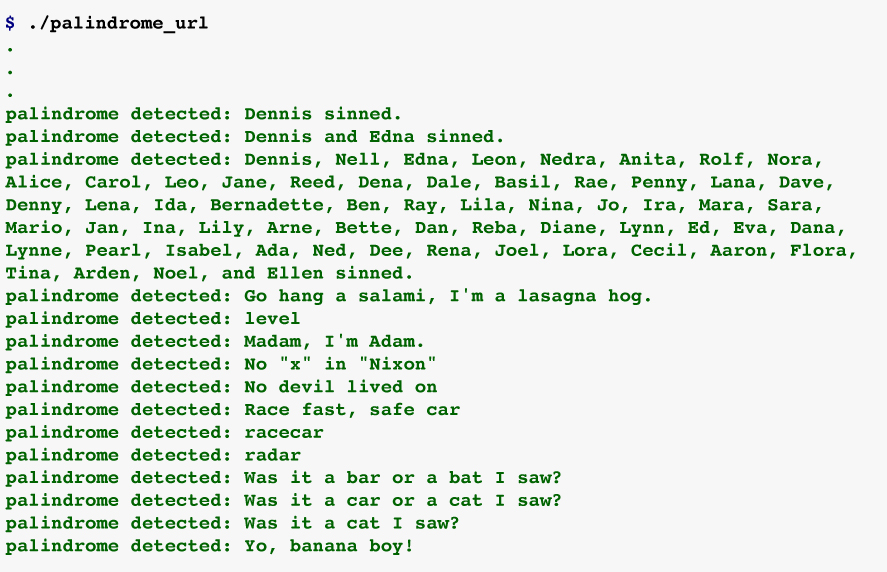 $ ./palindrome_url
.
.
.
palindrome detected: Dennis sinned.
palindrome detected: Dennis and Edna sinned.
palindrome detected: Dennis, Nell, Edna, Leon, Nedra, Anita, Rolf, Nora,
Alice, Carol, Leo, Jane, Reed, Dena, Dale, Basil, Rae, Penny, Lana, Dave,
Denny, Lena, Ida, Bernadette, Ben, Ray, Lila, Nina, Jo, Ira, Mara, Sara,
Mario, Jan, Ina, Lily, Arne, Bette, Dan, Reba, Diane, Lynn, Ed, Eva, Dana,
Lynne, Pearl, Isabel, Ada, Ned, Dee, Rena, Joel, Lora, Cecil, Aaron, Flora,
Tina, Arden, Noel, and Ellen sinned.
palindrome detected: Go hang a salami, I'm a lasagna hog.
palindrome detected: level
palindrome detected: Madam, I'm Adam.
palindrome detected: No "x" in "Nixon"
palindrome detected: No devil lived on
palindrome detected: Race fast, safe car
palindrome detected: racecar
palindrome detected: radar
palindrome detected: Was it a bar or a bat I saw?
palindrome detected: Was it a car or a cat I saw?
palindrome detected: Was it a cat I saw?
palindrome detected: Yo, banana boy!